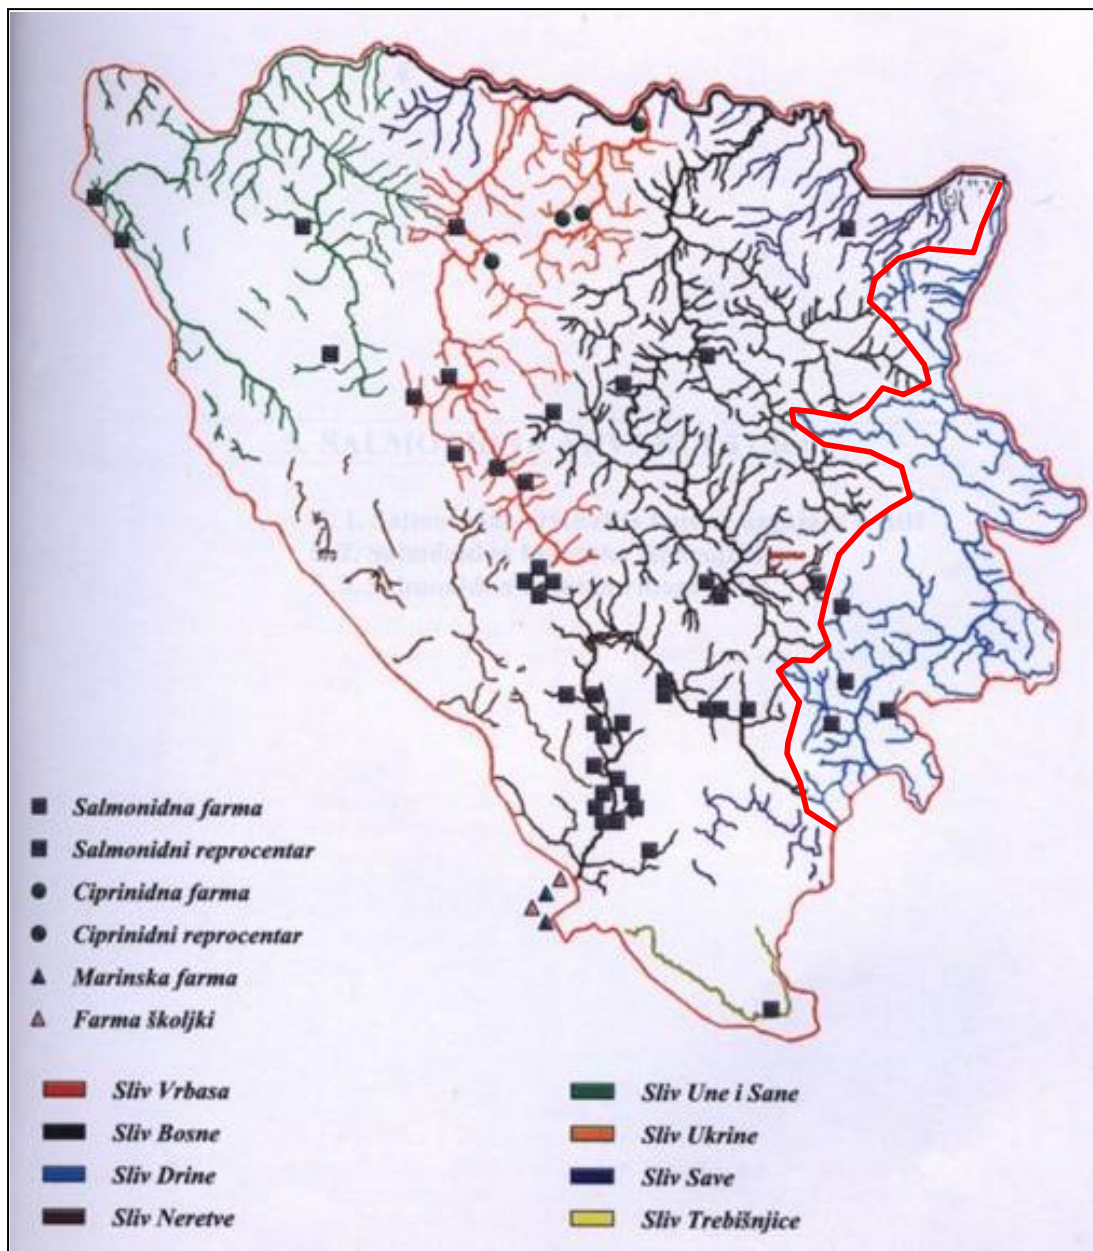 Salmonidna farma
Salmonidni reprocentar
Ciprinidna farma
Ciprinidni reprocentar
Marinska farma
Farma školjki
Sliv Vrbasa
Sliv Bosne
Sliv Drine
Sliv Neretve
Sliv Une i Sane
Sliv Ukrine
Sliv Save
Sliv Trebišnjice